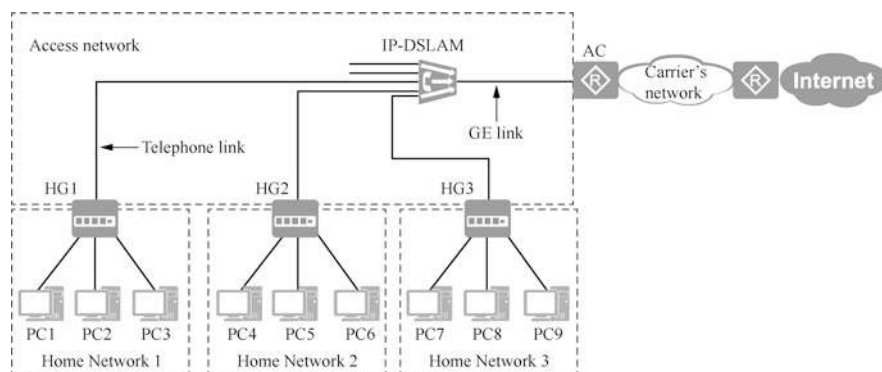 Access network
IP-DSLAM
AC
R
Carrier's
network
R
Internet
Telephone link
GE link
HG1
HG2
HG3
PC1
PC2
PC3
PC4
PC5
PC6
PC7
PC8
PC9
Home Network 1
Home Network 2
Home Network 3